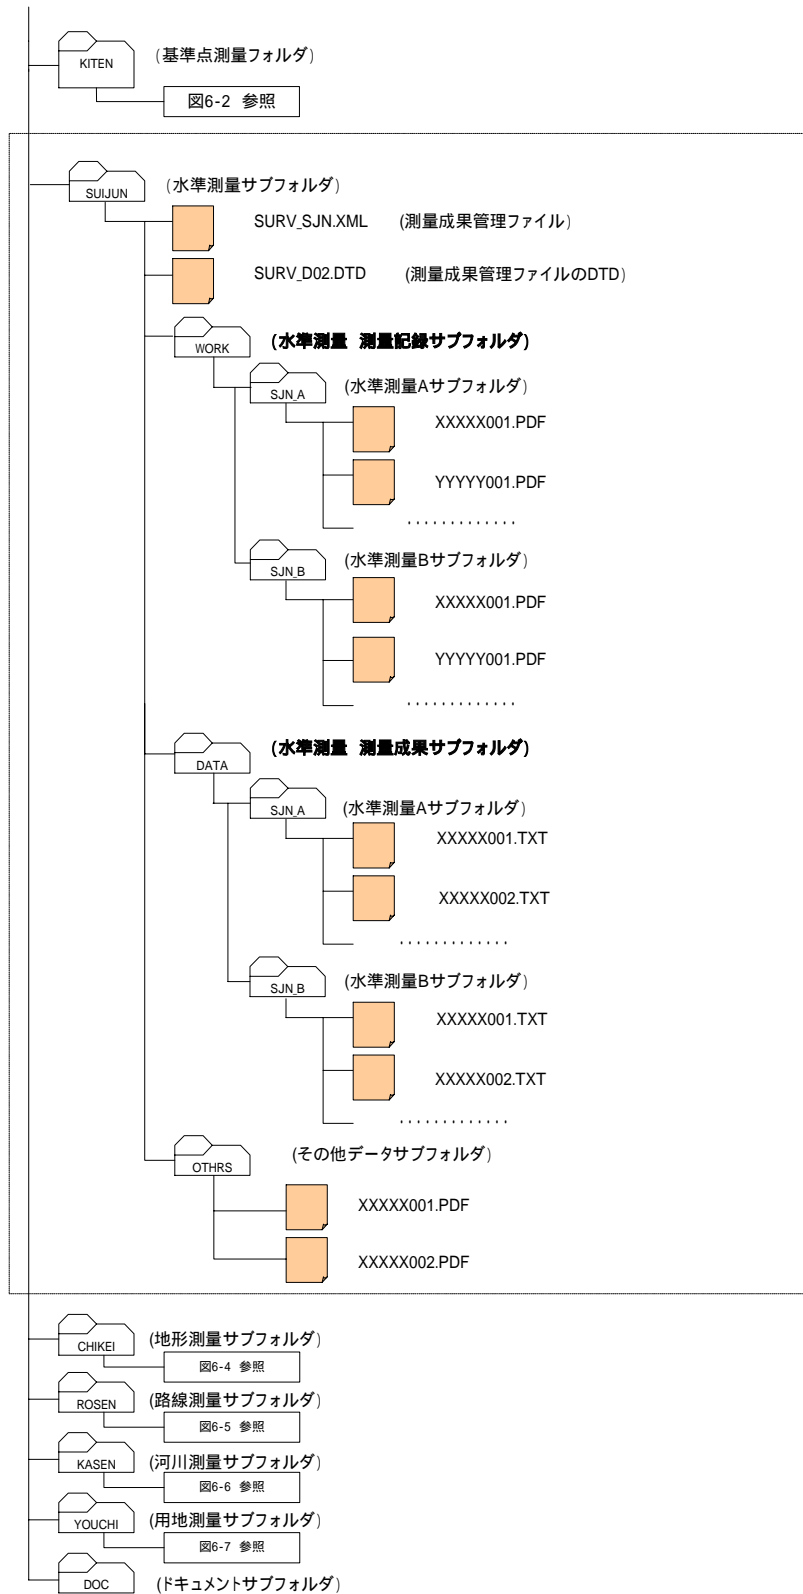 KITEN (基準点測量フォルダ)
図6-2 参照
SUIJUN (水準測量サブフォルダ)
SURV_SJN.XML (測量成果管理ファイル)
SURV_D02.DTD (測量成果管理ファイルのDTD)
WORK (水準測量 測量記録サブフォルダ)
SJN_A (水準測量Aサブフォルダ)
XXXXX001.PDF
YYYYY001.PDF
.............
SJN_B (水準測量Bサブフォルダ)
XXXXX001.PDF
YYYYY001.PDF
.............
DATA (水準測量 測量成果サブフォルダ)
SJN_A (水準測量Aサブフォルダ)
XXXXX001.TXT
XXXXX002.TXT
.............
SJN_B (水準測量Bサブフォルダ)
XXXXX001.TXT
XXXXX002.TXT
.............
OTHRS (その他データサブフォルダ)
XXXXX001.PDF
XXXXX002.PDF
CHIKEI (地形測量サブフォルダ)
図6-4 参照
ROSEN (路線測量サブフォルダ)
図6-5 参照
KASEN (河川測量サブフォルダ)
図6-6 参照
YOUCHI (用地測量サブフォルダ)
図6-7 参照
DOC (ドキュメントサブフォルダ)